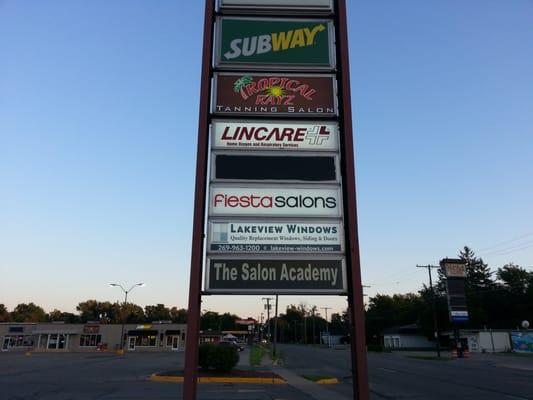 SUBWAY
TROPICAL
RAYZ
TANNING SALON
LINCARE
Home Oxygen and Respiratory Services
fiesta salons
LAKEVIEW WINDOWS
Quality Replacement Windows, Siding & Doors
269-963-1200 lakeview-windows.com
The Salon Academy